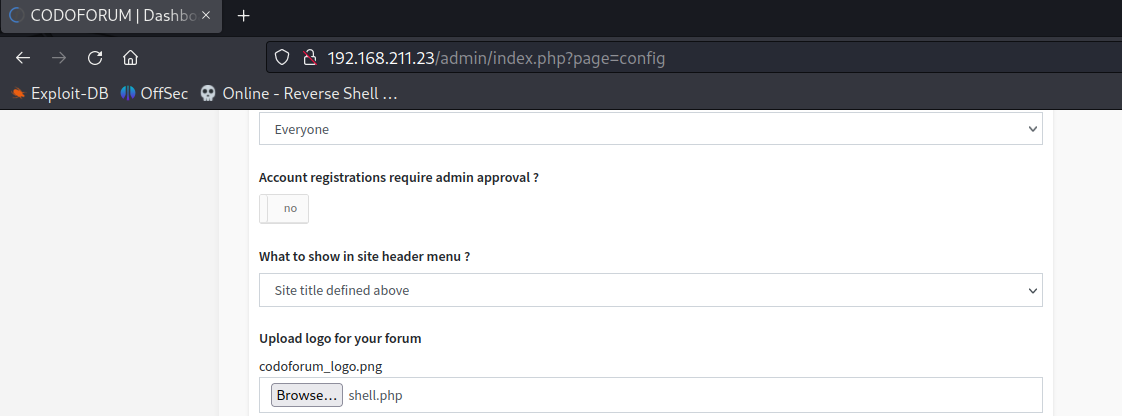 CODOFORUM | Dashbo
192.168.211.23/admin/index.php?page=config
Exploit-DB OffSec Online - Reverse Shell ...
Everyone
Account registrations require admin approval ?
no
What to show in site header menu ?
Site title defined above
Upload logo for your forum
codoforum_logo.png
Browse... shell.php